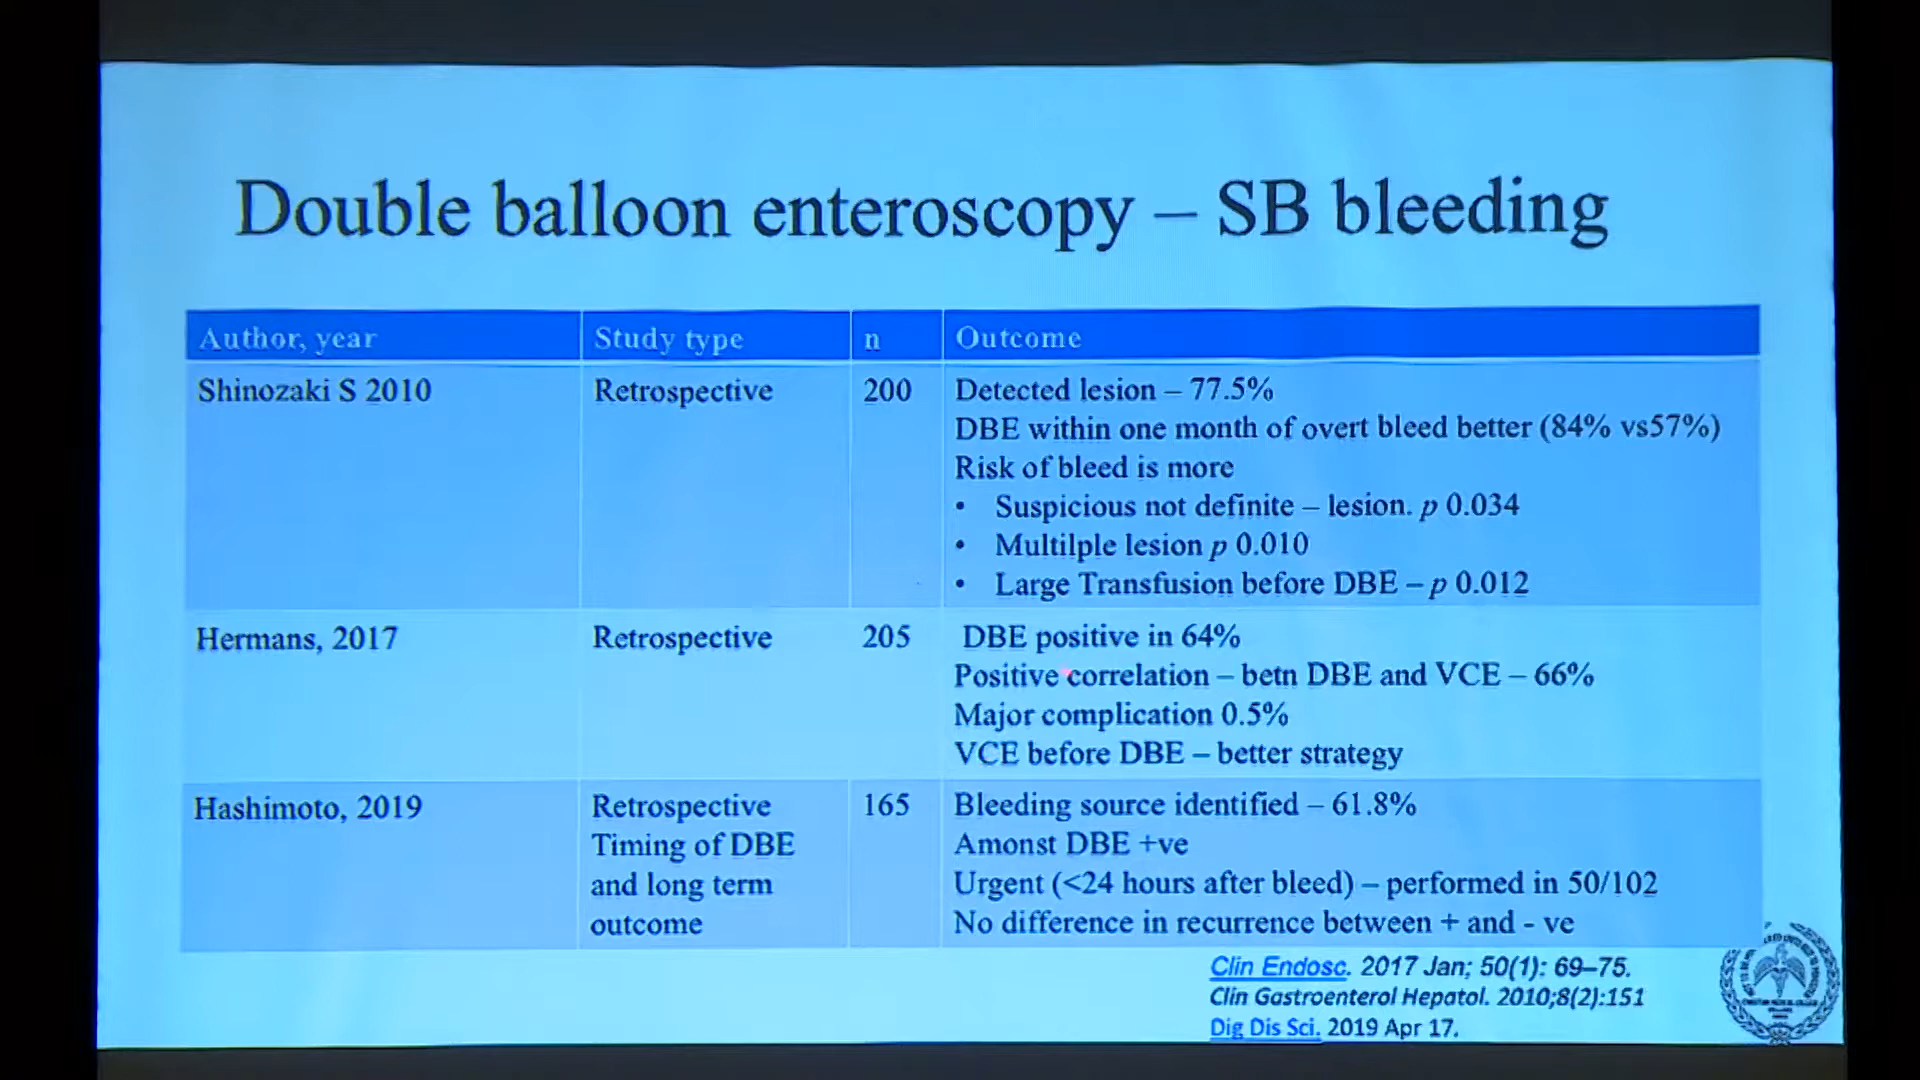 Double balloon enteroscopy – SB bleeding
Author, year
Study type
n
Outcome
Shinozaki S 2010
Retrospective
200
Detected lesion – 77.5%
DBE within one month of overt bleed better (84% vs57%)
Risk of bleed is more
• Suspicious not definite – lesion. p 0.034
• Multilple lesion p 0.010
• Large Transfusion before DBE – p 0.012
Hermans, 2017
Retrospective
205
DBE positive in 64%
Positive correlation – betn DBE and VCE – 66%
Major complication 0.5%
VCE before DBE – better strategy
Hashimoto, 2019
Retrospective
Timing of DBE
and long term
outcome
165
Bleeding source identified – 61.8%
Amonst DBE +ve
Urgent (<24 hours after bleed) – performed in 50/102
No difference in recurrence between + and - ve
Clin Endosc. 2017 Jan; 50(1): 69–75.
Clin Gastroenterol Hepatol. 2010;8(2):151
Dig Dis Sci. 2019 Apr 17.